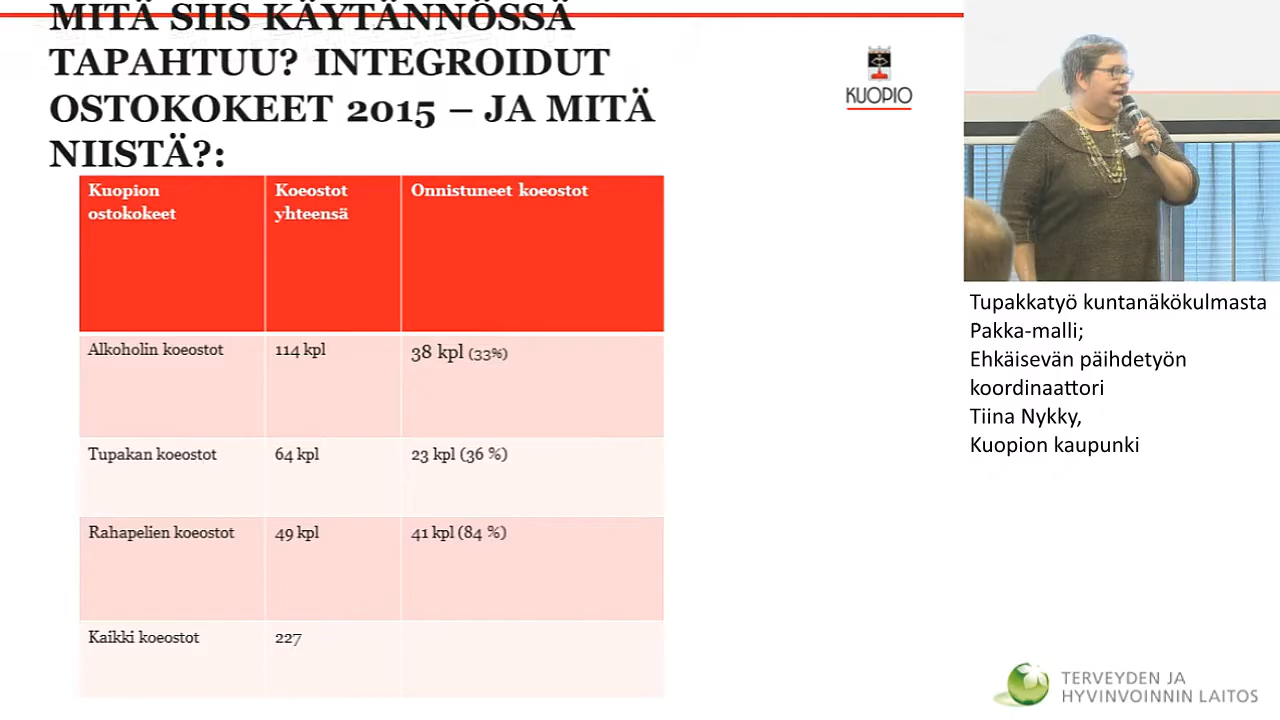 MITÄ SIIS KÄYTÄNNÖSSÄ
TAPAHTUU? INTEGROIDUT
OSTOKOKEET 2015 – JA MITÄ
NIISTÄ?:
KUOPIO
Kuopion
ostokokeet
Koeostot
yhteensä
Onnistuneet koeostot
Alkoholin koeostot
114 kpl
38 kpl (33%)
Tupakan koeostot
64 kpl
23 kpl (36 %)
Rahapelien koeostot
49 kpl
41 kpl (84 %)
Kaikki koeostot
227
Tupakkatyö kuntanäkökulmasta
Pakka-malli;
Ehkäisevän päihdetyön
koordinaattori
Tiina Nykky,
Kuopion kaupunki
TERVEYDEN JA
HYVINVOINNIN LAITOS